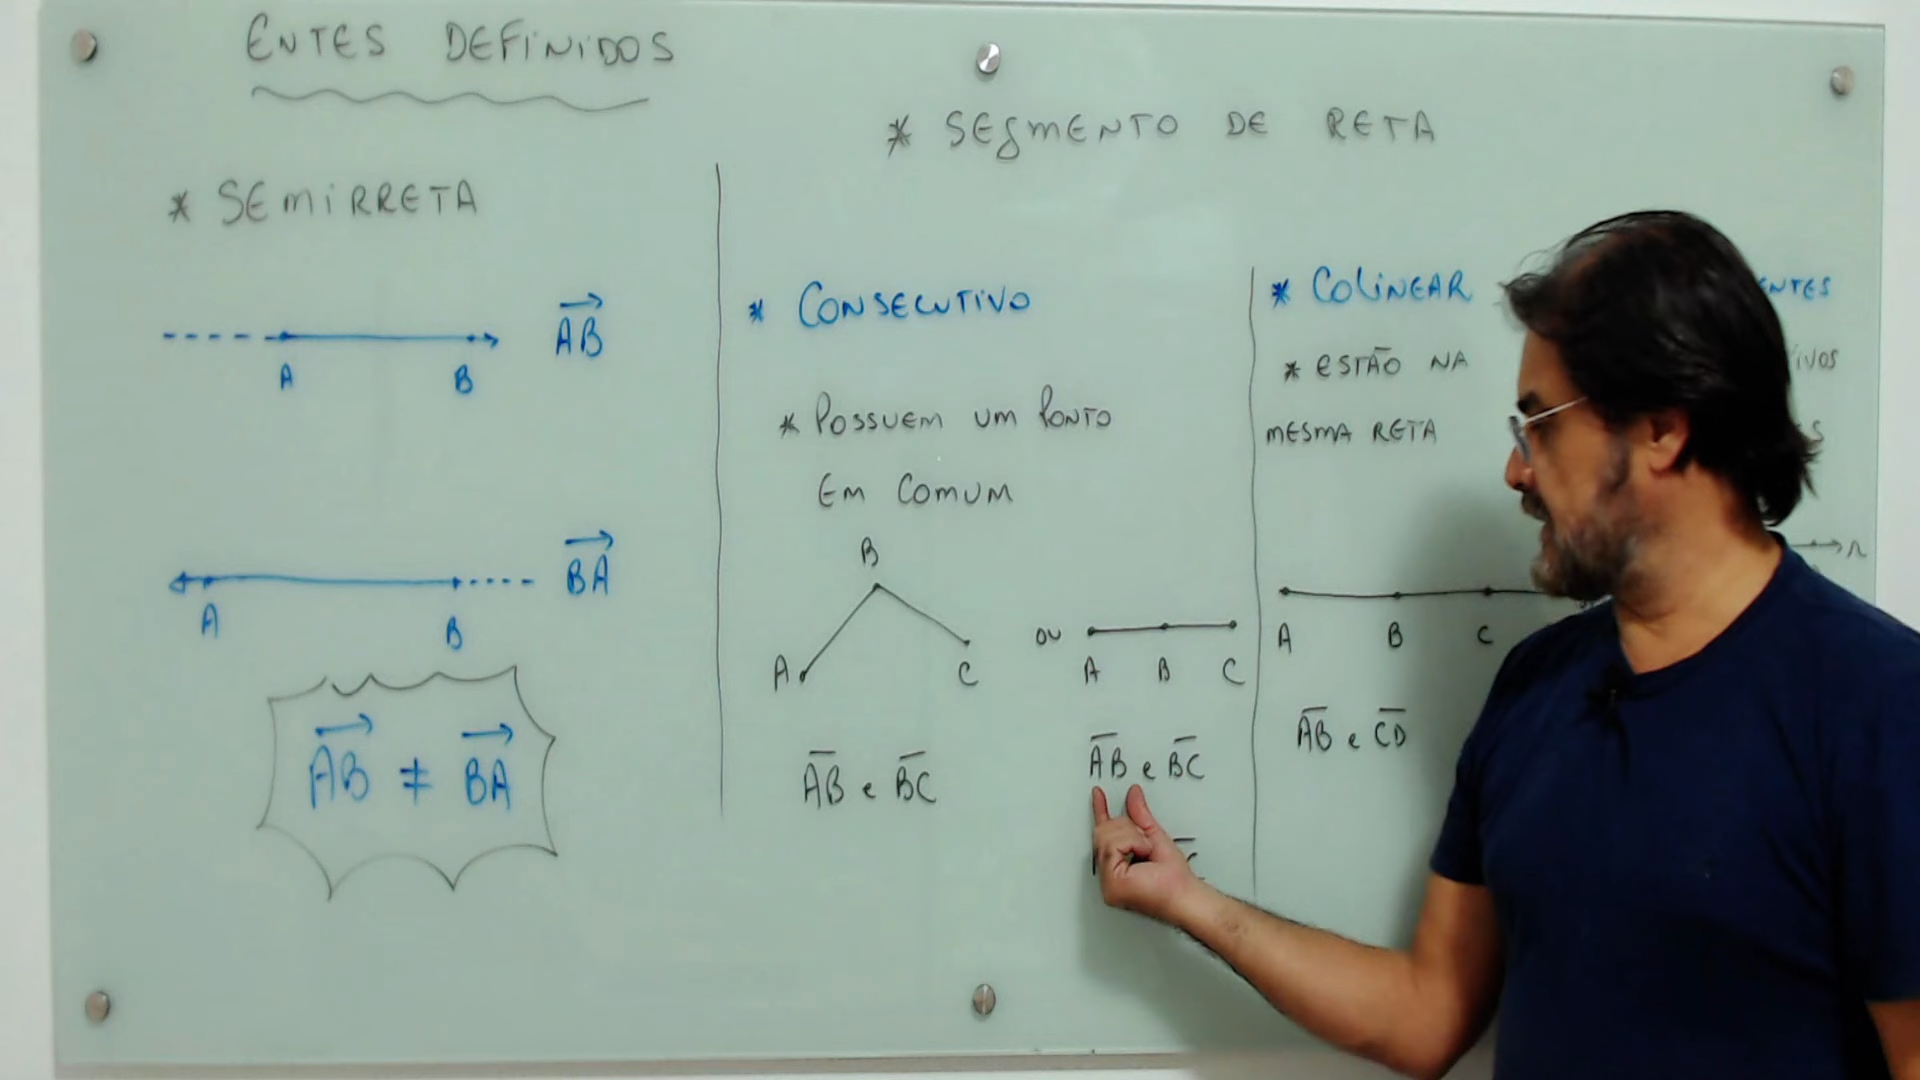 ENTES DEFINIDOS
* SEMIRRETA
A B
AB
A B
BA
AB ≠ BA
* SEGMENTO DE RETA
* CONSECUTIVO
* POSSUEM UM PONTO
EM COMUM
B
A C
AB e BC
OU
A B C
AB e BC
* COLINEAR
* ESTÃO NA
MESMA RETA
A B C
AB e CD